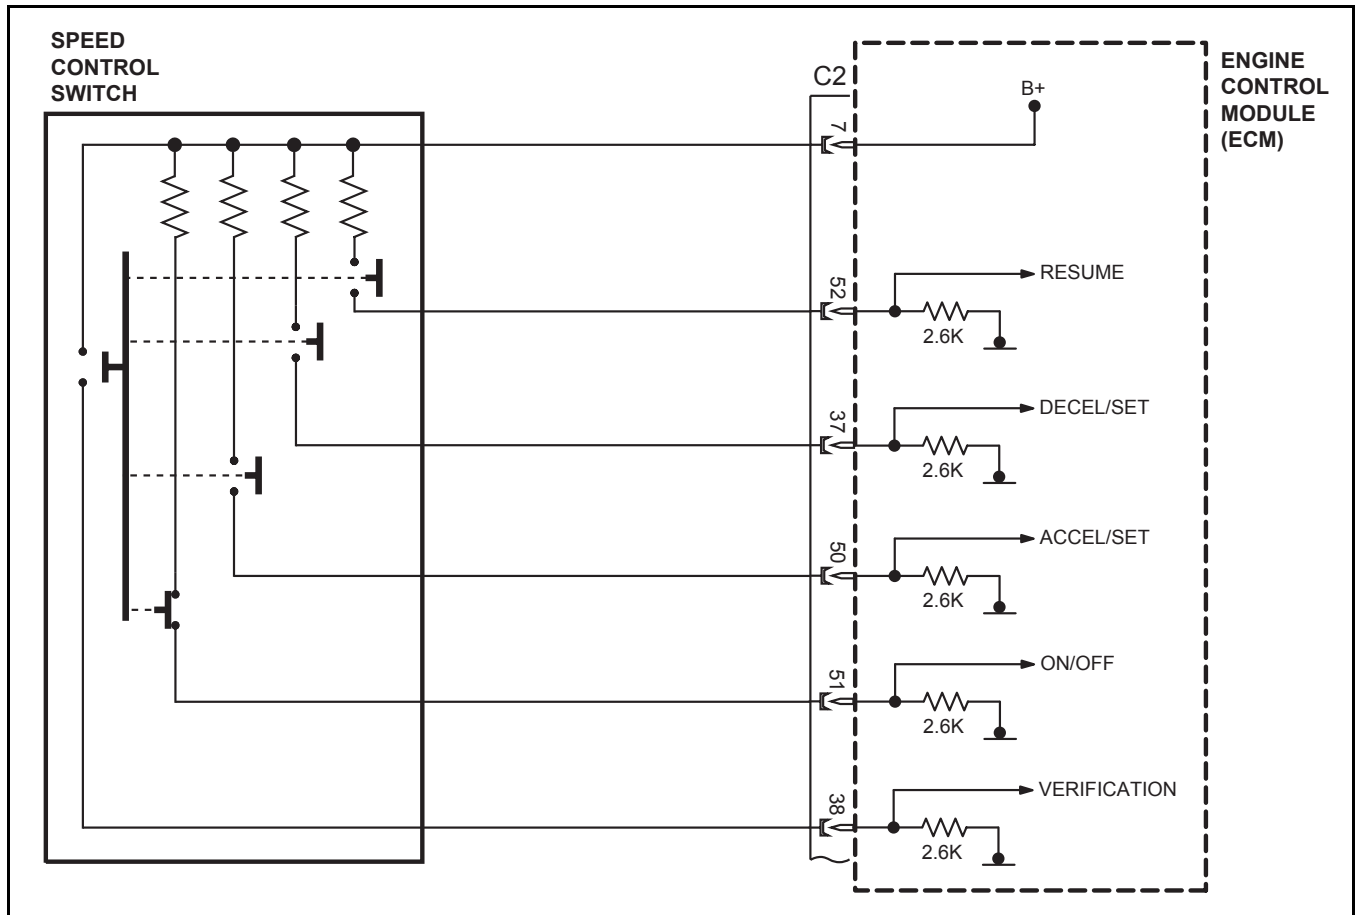 SPEED
CONTROL
SWITCH
C2
ENGINE
CONTROL
MODULE
(ECM)
B+
7
52
RESUME
2.6K
37
DECEL/SET
2.6K
50
ACCEL/SET
2.6K
51
ON/OFF
2.6K
38
VERIFICATION
2.6K